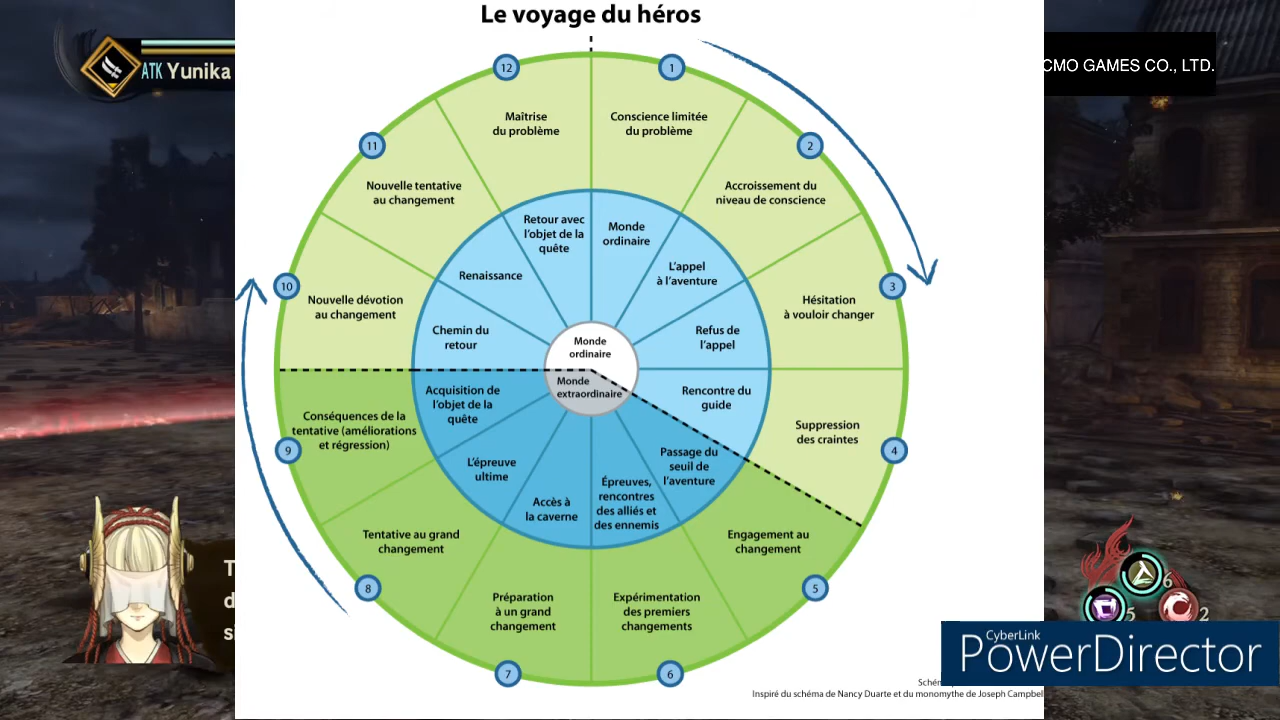 Le voyage du héros
ATK Yunika
CMO GAMES CO., LTD.
12
1
Maîtrise
du problème
Conscience limitée
du problème
11
2
Nouvelle tentative
au changement
Accroissement du
niveau de conscience
Retour avec
l'objet de la
quête
Monde
ordinaire
Renaissance
L'appel
à l'aventure
10
3
Nouvelle dévotion
au changement
Hésitation
à vouloir changer
Chemin du
retour
Refus de
l'appel
Monde
ordinaire
Monde
extraordinaire
Acquisition de
l'objet de la
quête
Rencontre du
guide
Conséquences de la
tentative (améliorations
et régression)
Suppression
des craintes
9
4
L'épreuve
ultime
Passage du
seuil de
l'aventure
Accès à
la caverne
Épreuves,
rencontres
des alliés et
des ennemis
Tentative au grand
changement
Engagement au
changement
8
5
Préparation
à un grand
changement
Expérimentation
des premiers
changements
7
6
T
d
si
6
5
2
CyberLink
PowerDirector
Schém
Inspiré du schéma de Nancy Duarte et du monomythe de Joseph Campbel